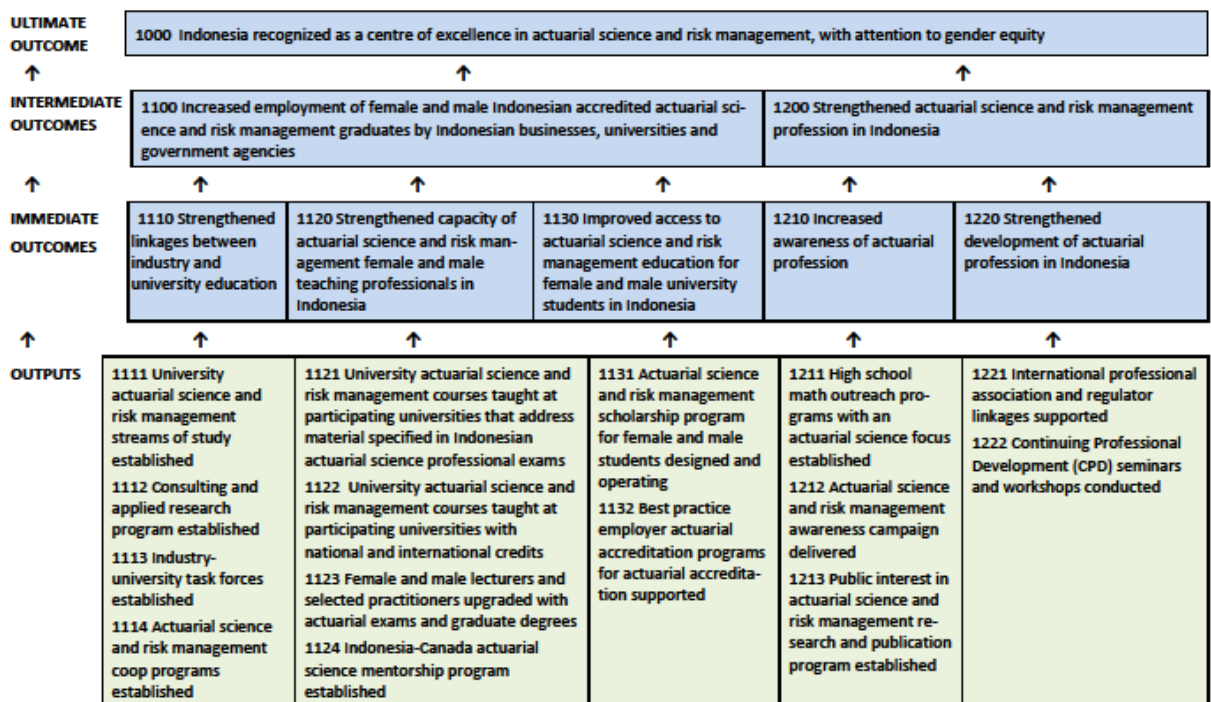 ULTIMATE
OUTCOME
1000 Indonesia recognized as a centre of excellence in actuarial science and risk management, with attention to gender equity
INTERMEDIATE
OUTCOMES
1100 Increased employment of female and male Indonesian accredited actuarial sci-
ence and risk management graduates by Indonesian businesses, universities and
government agencies
1200 Strengthened actuarial science and risk management
profession in Indonesia
IMMEDIATE
OUTCOMES
1110 Strengthened
linkages between
industry and
university education
1120 Strengthened capacity of
actuarial science and risk man-
agement female and male
teaching professionals in
Indonesia
1130 Improved access to
actuarial science and risk
management education for
female and male university
students in Indonesia
1210 Increased
awareness of actuarial
profession
1220 Strengthened
development of actuarial
profession in Indonesia
OUTPUTS
1111 University
actuarial science and
risk management
streams of study
established
1112 Consulting and
applied research
program established
1113 Industry-
university task forces
established
1114 Actuarial science
and risk management
coop programs
established
1121 University actuarial science and
risk management courses taught at
participating universities that address
material specified in Indonesian
actuarial science professional exams
1122 University actuarial science and
risk management courses taught at
participating universities with
national and international credits
1123 Female and male lecturers and
selected practitioners upgraded with
actuarial exams and graduate degrees
1124 Indonesia-Canada actuarial
science mentorship program
established
1131 Actuarial science
and risk management
scholarship program
for female and male
students designed and
operating
1132 Best practice
employer actuarial
accreditation programs
for actuarial accredita-
tion supported
1211 High school
math outreach pro-
grams with an
actuarial science focus
established
1212 Actuarial science
and risk management
awareness campaign
delivered
1213 Public interest in
actuarial science and
risk management re-
search and publication
program established
1221 International professional
association and regulator
linkages supported
1222 Continuing Professional
Development (CPD) seminars
and workshops conducted